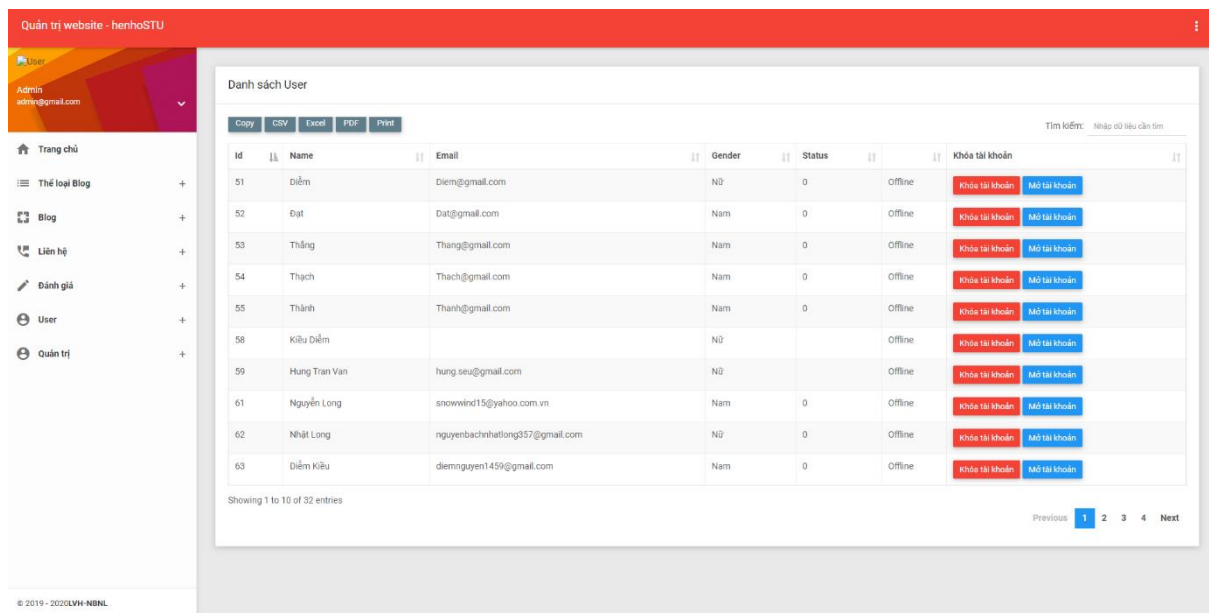 Quản trị website - henhoSTU
User
Admin
admin@gmail.com
Trang chủ
Thể loại Blog +
Blog +
Liên hệ +
Đánh giá +
User +
Quản trị +
© 2019 - 2020LVH-NBNL
Danh sách User
Copy CSV Excel PDF Print
Tìm kiếm: Nhập dữ liệu cần tìm
Id Name Email Gender Status Khóa tài khoản
51 Diễm Diem@gmail.com Nữ 0 Offline Khóa tài khoản Mở tài khoản
52 Đạt Dat@gmail.com Nam 0 Offline Khóa tài khoản Mở tài khoản
53 Thắng Thang@gmail.com Nam 0 Offline Khóa tài khoản Mở tài khoản
54 Thạch Thach@gmail.com Nam 0 Offline Khóa tài khoản Mở tài khoản
55 Thành Thanh@gmail.com Nam 0 Offline Khóa tài khoản Mở tài khoản
58 Kiều Diễm Nữ Offline Khóa tài khoản Mở tài khoản
59 Hung Tran Van hung.seu@gmail.com Nữ Offline Khóa tài khoản Mở tài khoản
61 Nguyễn Long snowwind15@yahoo.com.vn Nam 0 Offline Khóa tài khoản Mở tài khoản
62 Nhật Long nguyenbachnhatlong357@gmail.com Nữ 0 Offline Khóa tài khoản Mở tài khoản
63 Diễm Kiều diemnguyen1459@gmail.com Nam 0 Offline Khóa tài khoản Mở tài khoản
Showing 1 to 10 of 32 entries
Previous 1 2 3 4 Next